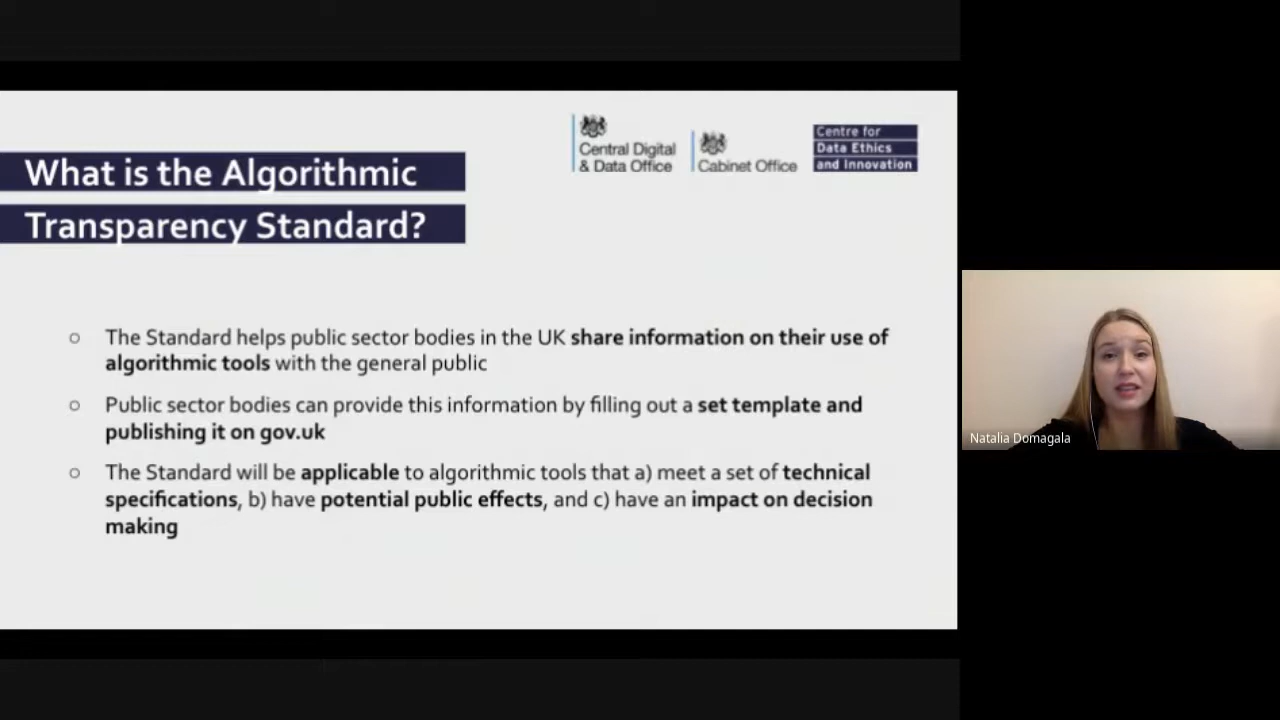 Central Digital
& Data Office
Cabinet Office
Centre for
Data Ethics
and Innovation
What is the Algorithmic
Transparency Standard?
○ The Standard helps public sector bodies in the UK share information on their use of
algorithmic tools with the general public
○ Public sector bodies can provide this information by filling out a set template and
publishing it on gov.uk
○ The Standard will be applicable to algorithmic tools that a) meet a set of technical
specifications, b) have potential public effects, and c) have an impact on decision
making
Natalia Domagala